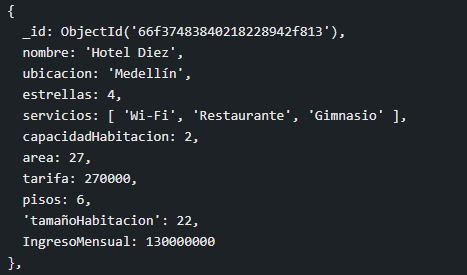 {
_id: ObjectId('66f37483840218228942f813'),
nombre: 'Hotel Diez',
ubicacion: 'Medellín',
estrellas: 4,
servicios: [ 'Wi-Fi', 'Restaurante', 'Gimnasio' ],
capacidadHabitacion: 2,
area: 27,
tarifa: 270000,
pisos: 6,
'tamañoHabitacion': 22,
IngresoMensual: 130000000
},